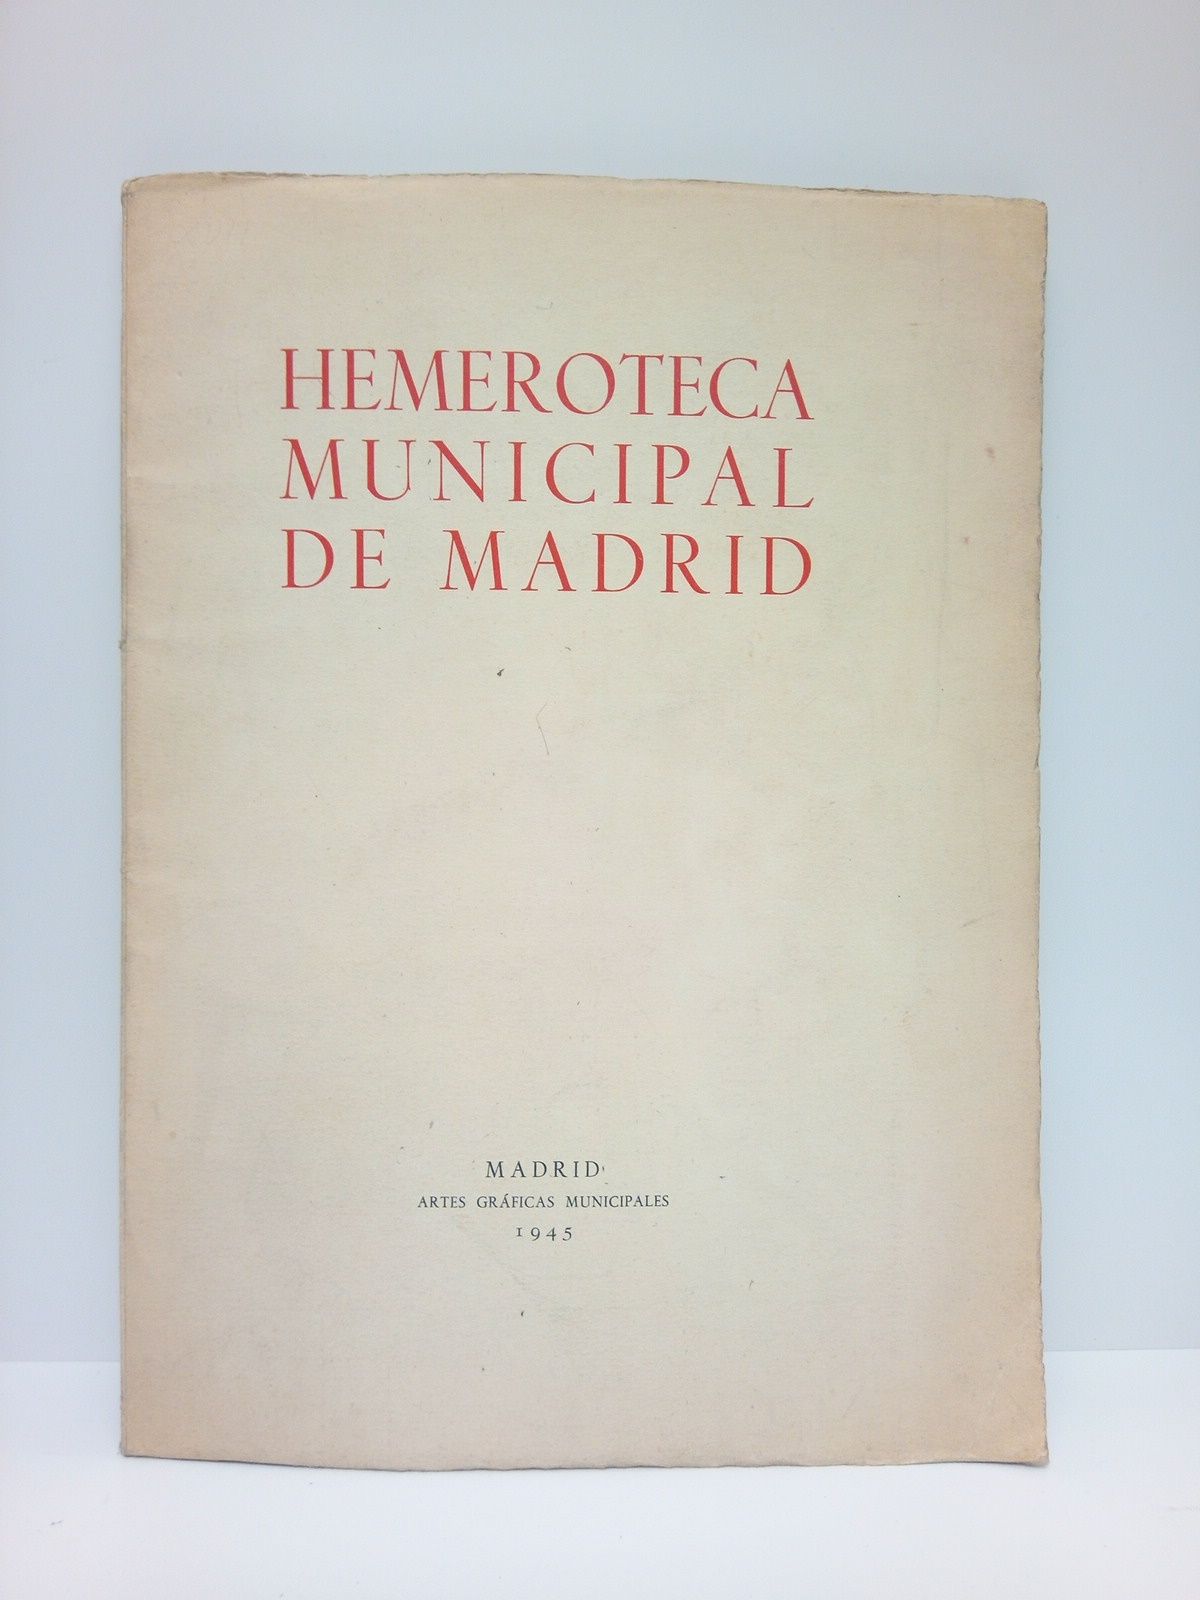 HEMEROTECA
MUNICIPAL
DE MADRID
MADRID
ARTES GRÁFICAS MUNICIPALES
1945